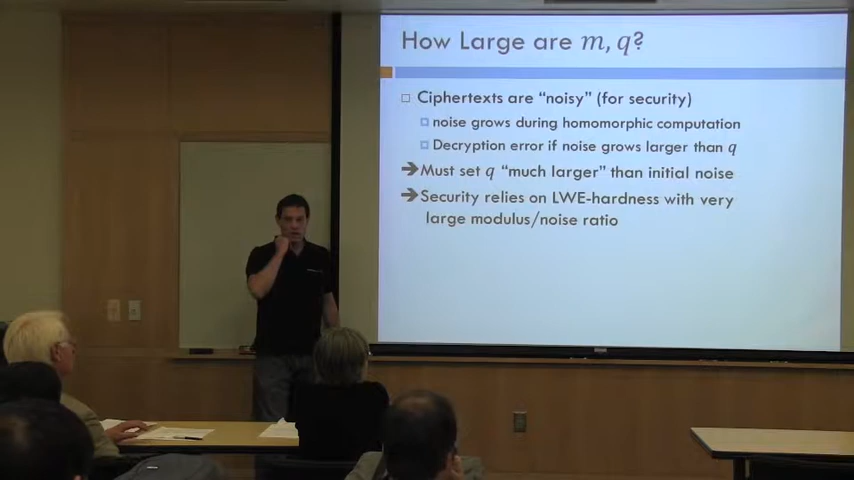 How Large are m, q?
Ciphertexts are "noisy" (for security)
noise grows during homomorphic computation
Decryption error if noise grows larger than q
Must set q "much larger" than initial noise
Security relies on LWE-hardness with very
large modulus/noise ratio